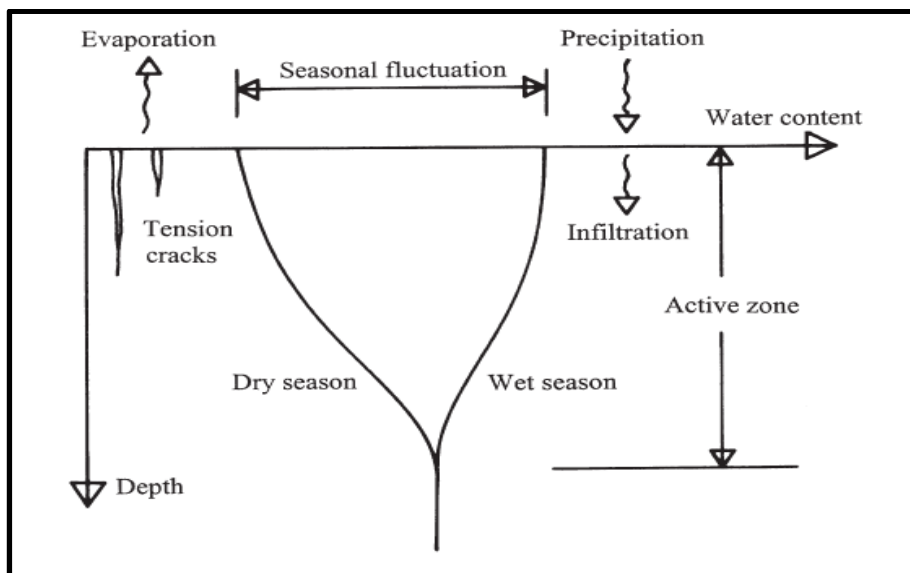 Evaporation
Precipitation
Seasonal fluctuation
Water content
Tension
cracks
Infiltration
Active zone
Dry season
Wet season
Depth